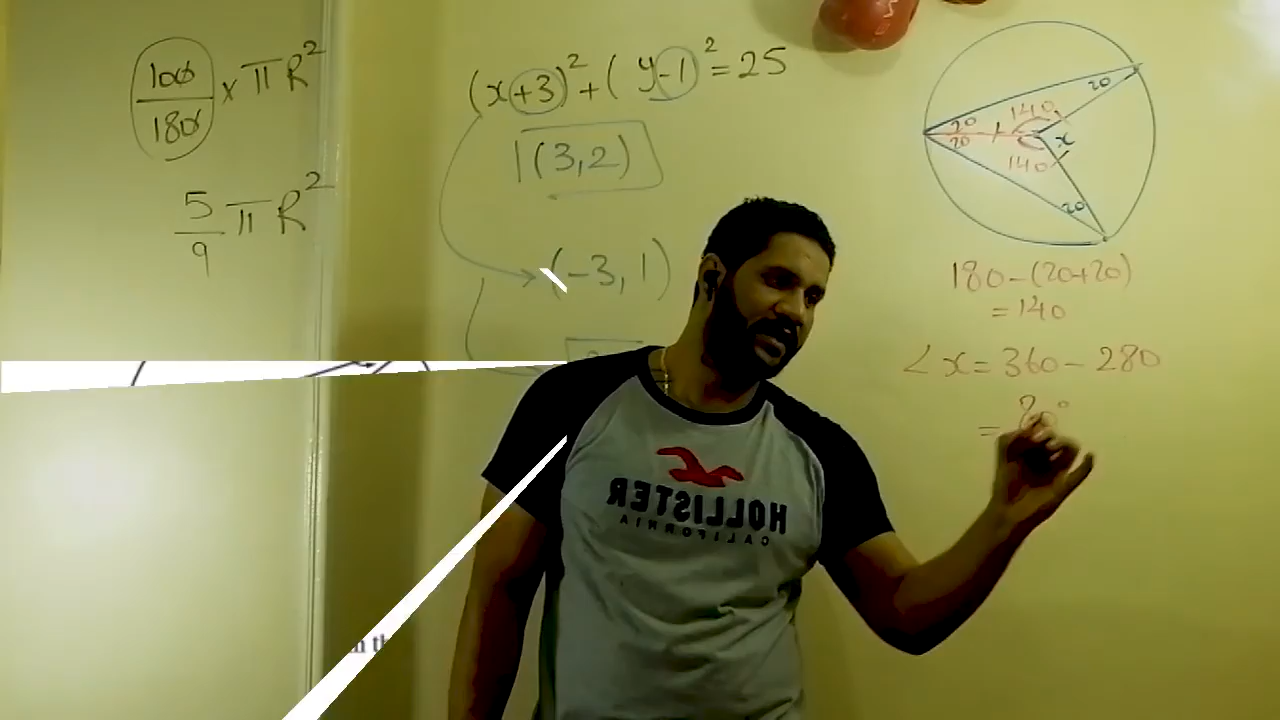 100/180 × π R²
5/9 π R²
(x+3)² + (y-1)² = 25
(3,2)
(-3, 1)
20
140
20
20
x
140
20
180-(20+20)
= 140
∠x = 360 - 280
= 80°
HOLLISTER
CALIFORNIA